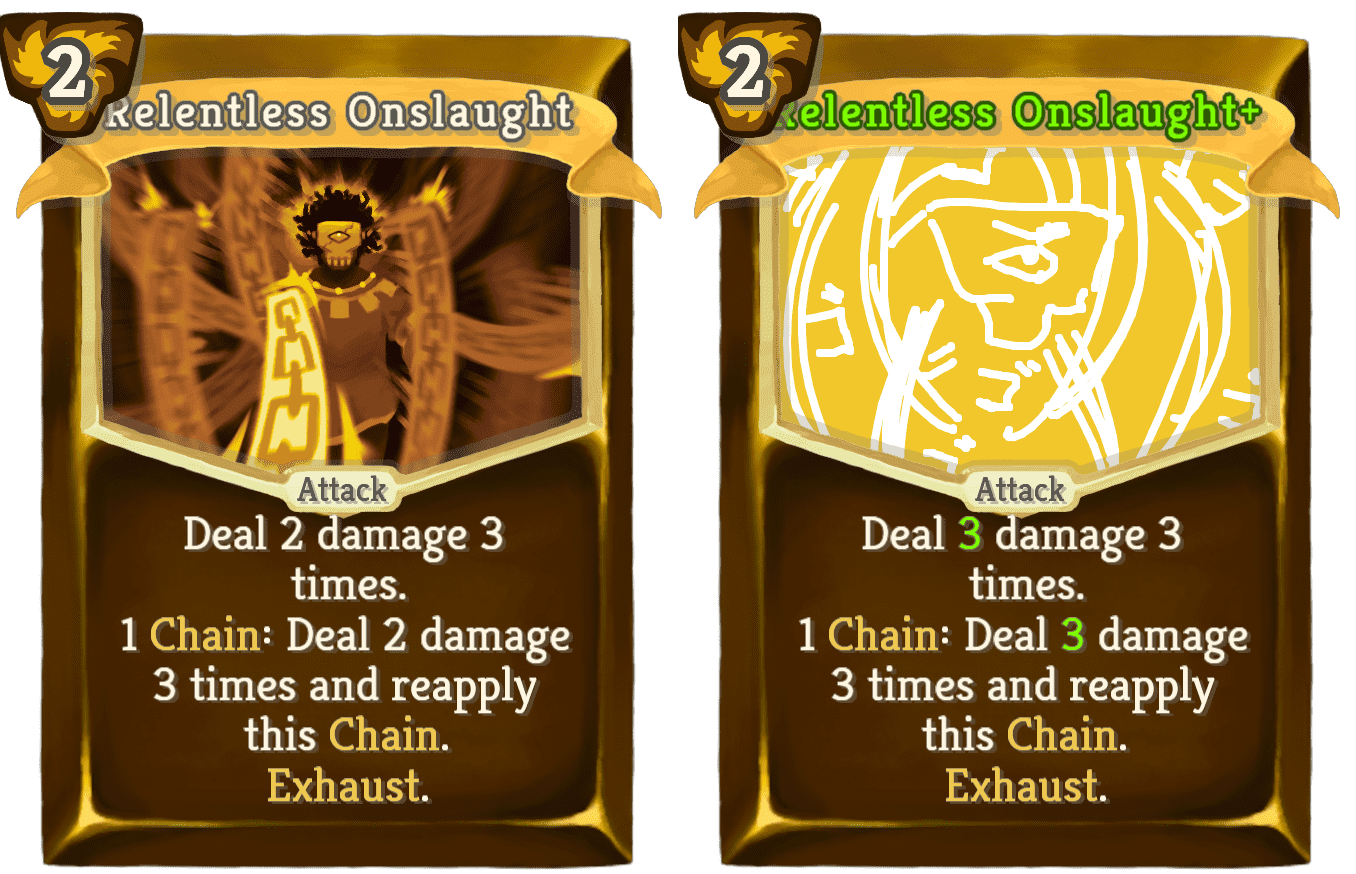 2
Relentless Onslaught
Attack
Deal 2 damage 3
times.
1 Chain: Deal 2 damage
3 times and reapply
this Chain.
Exhaust.
2
Relentless Onslaught+
Attack
Deal 3 damage 3
times.
1 Chain: Deal 3 damage
3 times and reapply
this Chain.
Exhaust.